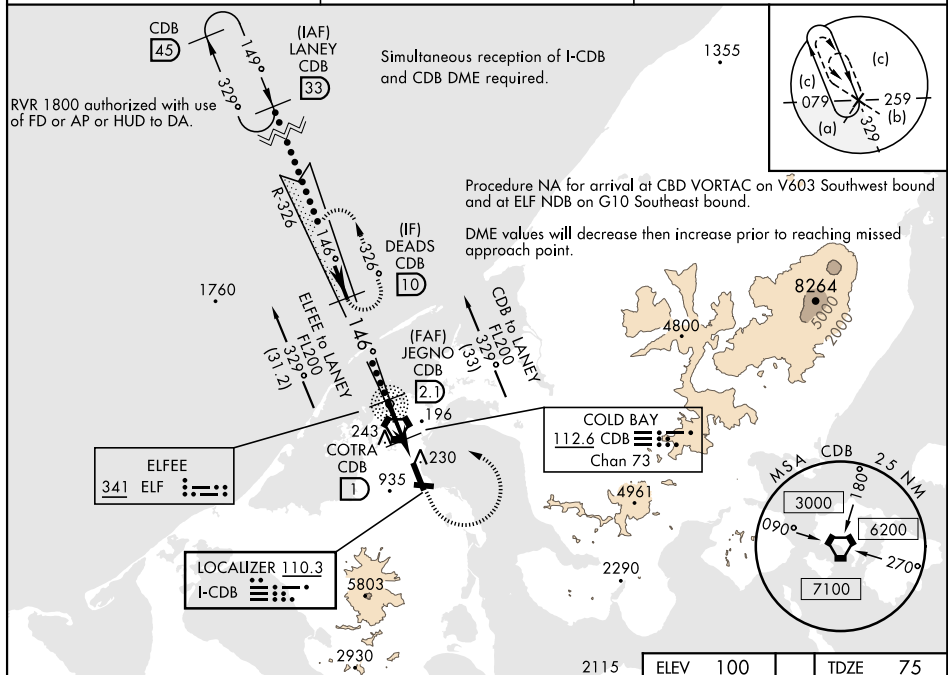 CDB
45
149°
329°
(IAF)
LANEY
CDB
33
Simultaneous reception of I-CDB
and CDB DME required.
1355
(c)
(c)
079
259
(a)
(b)
329
RVR 1800 authorized with use
of FD or AP or HUD to DA.
Procedure NA for arrival at CBD VORTAC on V603 Southwest bound
and at ELF NDB on G10 Southeast bound.
DME values will decrease then increase prior to reaching missed
approach point.
R-326
146°
326°
(IF)
DEADS
CDB
10
1760
8264
5000
2000
4800
ELFEE to LANEY
FL200
329°
(31.2)
146°
CDB to LANEY
FL200
329°
(33)
(FAF)
JEGNO
CDB
2.1
196
243
COTRA
CDB
1
230
935
COLD BAY
112.6 CDB
Chan 73
ELFEE
341 ELF
4961
MSA CDB 25 NM
180°
3000
090°
6200
270°
7100
LOCALIZER 110.3
I-CDB
5803
2290
2930
2115
ELEV 100
TDZE 75